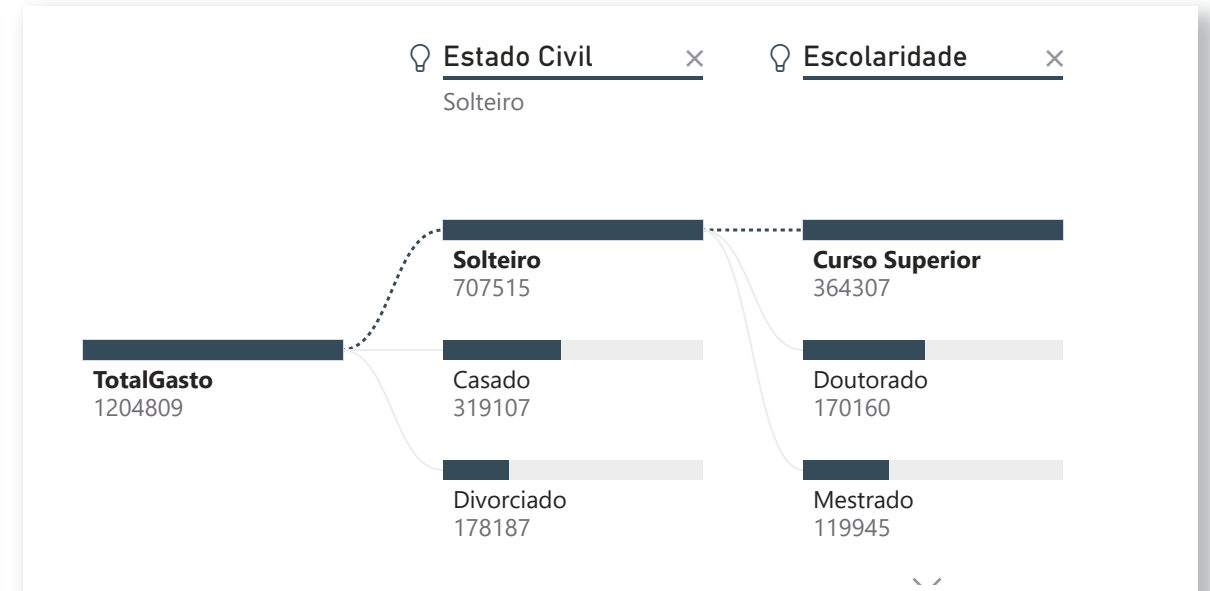 Estado Civil
Solteiro
Escolaridade
TotalGasto
1204809
Solteiro
707515
Casado
319107
Divorciado
178187
Curso Superior
364307
Doutorado
170160
Mestrado
119945